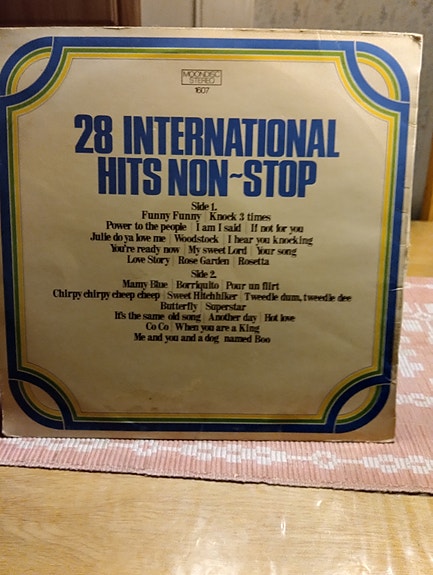 MOONDISC
STEREO
1607
28 INTERNATIONAL
HITS NON~STOP
Side 1.
Funny Funny | Knock 3 times
Power to the people | I am I said | If not for you
Julie do ya love me | Woodstock | I hear you knocking
You're ready now | My sweet Lord | Your song
Love Story | Rose Garden | Rosetta
Side 2.
Mamy Blue | Borriquito | Pour un flirt
Chirpy chirpy cheep cheep | Sweet Hitchhiker | Tweedle dum, tweedle dee
Butterfly | Superstar
It's the same old song | Another day | Hot love
Co Co | When you are a King
Me and you and a dog named Boo